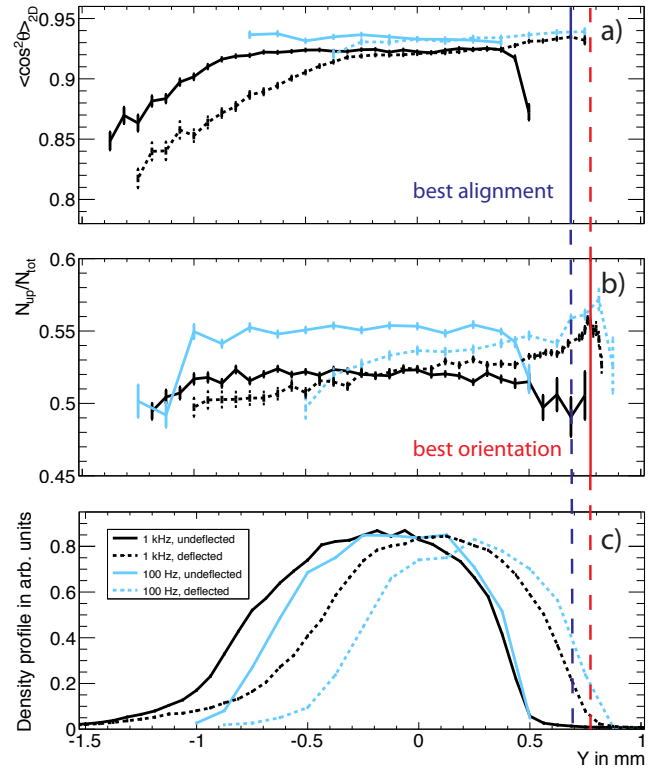 <cos²θ>2D
0.95
0.9
0.85
0.8
a)
best alignment
Nup/Ntot
0.6
0.55
0.5
0.45
b)
best orientation
Density profile in arb. units
0.8
0.6
0.4
0.2
0
c)
1 kHz, undeflected
1 kHz, deflected
100 Hz, undeflected
100 Hz, deflected
-1.5
-1
-0.5
0
0.5
1
Y in mm